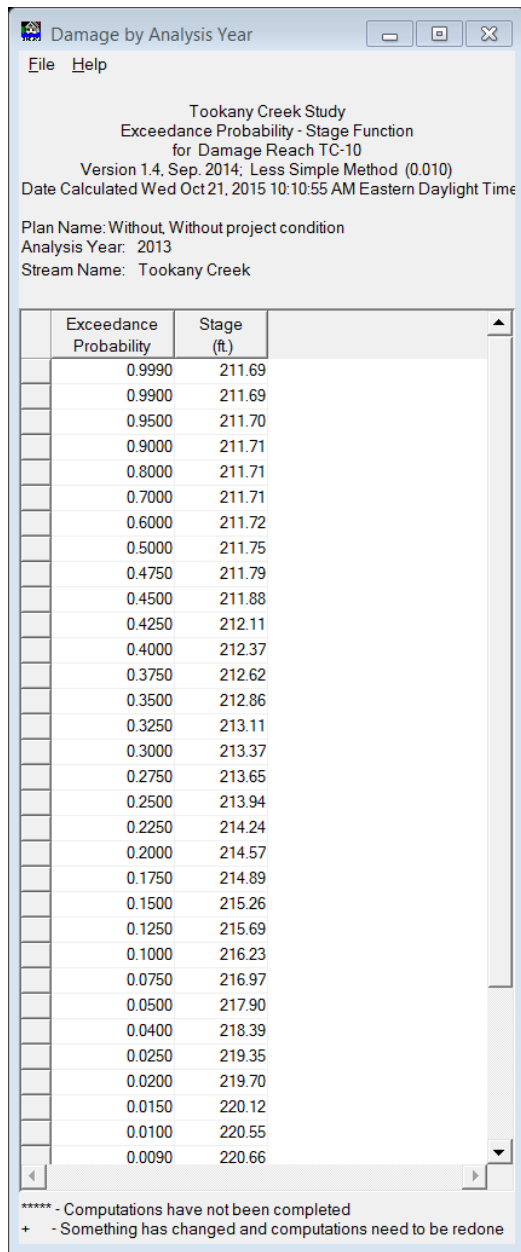 Damage by Analysis Year
File Help
Tookany Creek Study
Exceedance Probability - Stage Function
for Damage Reach TC-10
Version 1.4, Sep. 2014; Less Simple Method (0.010)
Date Calculated Wed Oct 21, 2015 10:10:55 AM Eastern Daylight Time
Plan Name: Without, Without project condition
Analysis Year: 2013
Stream Name: Tookany Creek
Exceedance Probability Stage (ft.)
0.9990 211.69
0.9900 211.69
0.9500 211.70
0.9000 211.71
0.8000 211.71
0.7000 211.71
0.6000 211.72
0.5000 211.75
0.4750 211.79
0.4500 211.88
0.4250 212.11
0.4000 212.37
0.3750 212.62
0.3500 212.86
0.3250 213.11
0.3000 213.37
0.2750 213.65
0.2500 213.94
0.2250 214.24
0.2000 214.57
0.1750 214.89
0.1500 215.26
0.1250 215.69
0.1000 216.23
0.0750 216.97
0.0500 217.90
0.0400 218.39
0.0250 219.35
0.0200 219.70
0.0150 220.12
0.0100 220.55
0.0090 220.66
***** - Computations have not been completed
+ - Something has changed and computations need to be redone